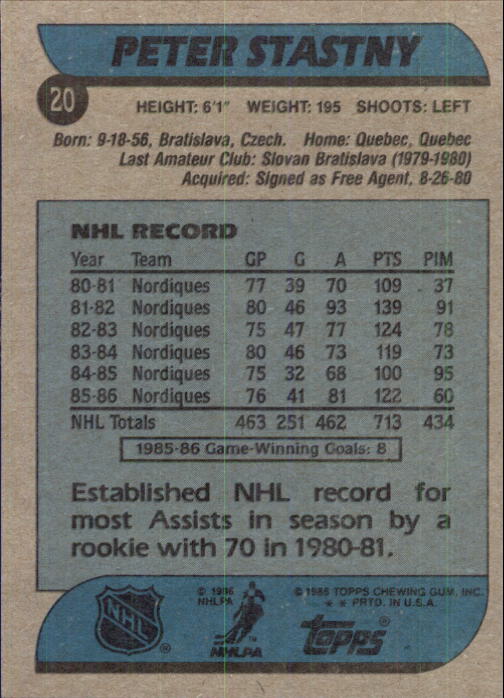 PETER STASTNY
20
HEIGHT: 6'1" WEIGHT: 195 SHOOTS: LEFT
Born: 9-18-56, Bratislava, Czech. Home: Quebec, Quebec
Last Amateur Club: Slovan Bratislava (1979-1980)
Acquired: Signed as Free Agent, 8-26-80
NHL RECORD
Year Team GP G A PTS PIM
80-81 Nordiques 77 39 70 109 37
81-82 Nordiques 80 46 93 139 91
82-83 Nordiques 75 47 77 124 78
83-84 Nordiques 80 46 73 119 73
84-85 Nordiques 75 32 68 100 95
85-86 Nordiques 76 41 81 122 60
NHL Totals 463 251 462 713 434
1985-86 Game-Winning Goals: 8
Established NHL record for
most Assists in season by a
rookie with 70 in 1980-81.
© 1986 © 1986 TOPPS CHEWING GUM, INC.
NHLPA ★ ★ PRTD. IN U.S.A.
NHL ® NHLPA TM topps ®